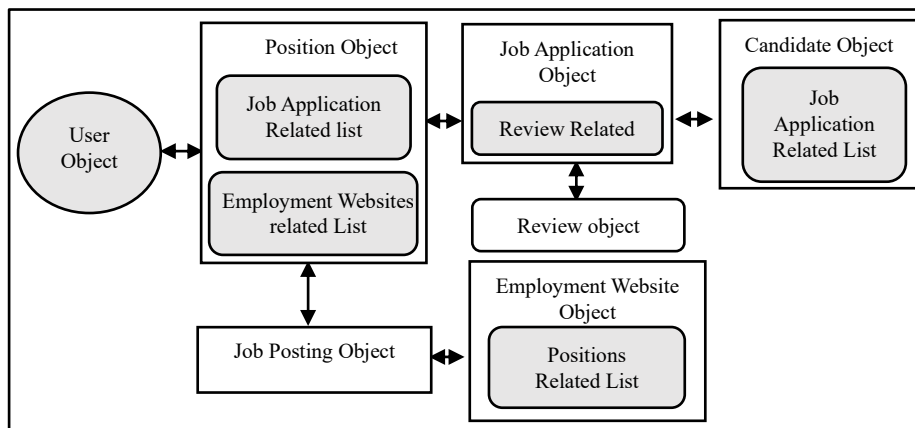 Position Object
Job Application
Related list
Employment Websites
related List
User
Object
Job Application
Object
Review Related
Review object
Candidate Object
Job
Application
Related List
Job Posting Object
Employment Website
Object
Positions
Related List